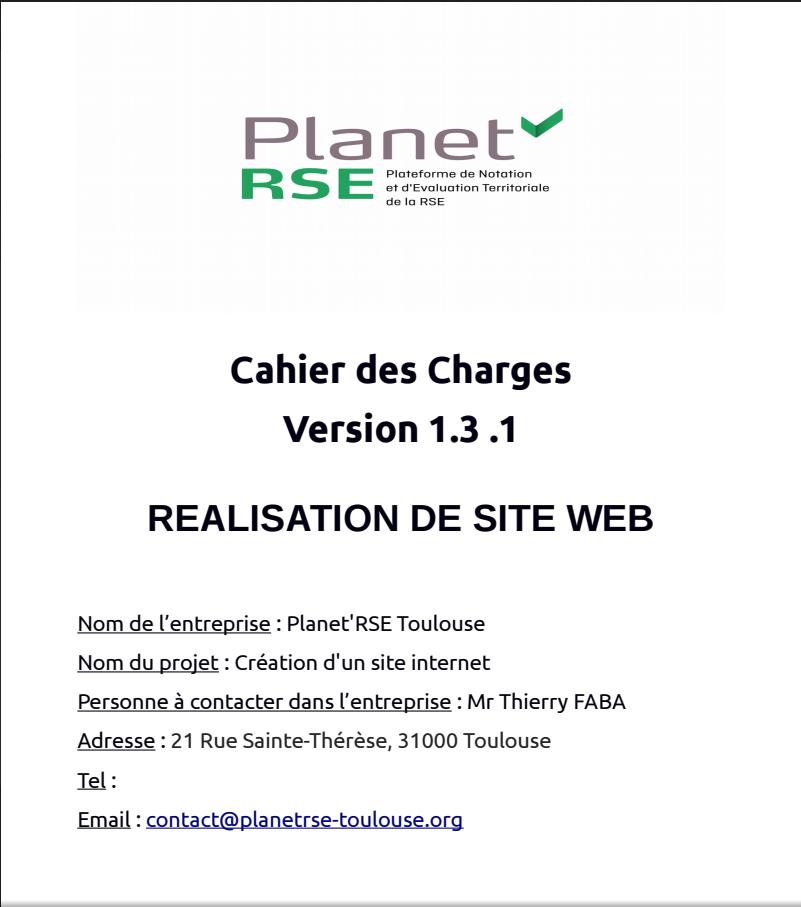 Planet
RSE
Plateforme de Notation
et d'Evaluation Territoriale
de la RSE
Cahier des Charges
Version 1.3 .1
REALISATION DE SITE WEB
Nom de l’entreprise : Planet'RSE Toulouse
Nom du projet : Création d'un site internet
Personne à contacter dans l’entreprise : Mr Thierry FABA
Adresse : 21 Rue Sainte-Thérèse, 31000 Toulouse
Tel :
Email : contact@planetrse-toulouse.org